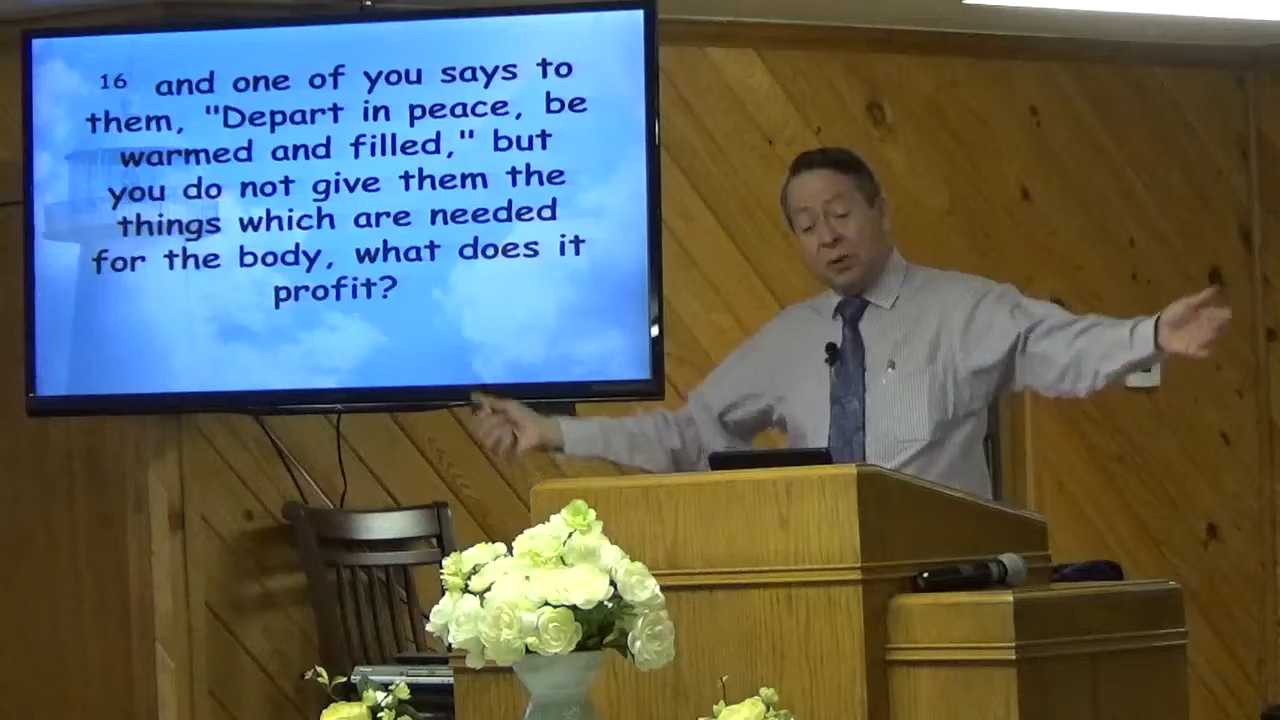 16 and one of you says to
them, "Depart in peace, be
warmed and filled," but
you do not give them the
things which are needed
for the body, what does it
profit?